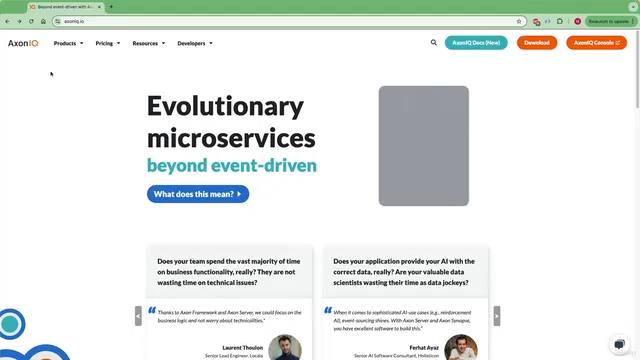 Beyond event-driven with Ax
axoniq.io
Relaunch to update
AxonIQ
Products
Pricing
Resources
Developers
AxonIQ Docs (New)
Download
AxonIQ Console
Evolutionary
microservices
beyond event-driven
What does this mean?
Does your team spend the vast majority of time
on business functionality, really? They are not
wasting time on technical issues?
Thanks to Axon Framework and Axon Server, we could focus on the
business logic and not worry about technicalities.
Laurent Thoulon
Senior Lead Engineer, Locala
Does your application provide your AI with the
correct data, really? Are your valuable data
scientists wasting their time as data jockeys?
When it comes to sophisticated AI-use cases (e.g., reinforcement
AI), event-sourcing shines. With Axon Server and Axon Synapse,
you have excellent software to build this.
Ferhat Ayaz
Senior AI Software Consultant, Holisticon